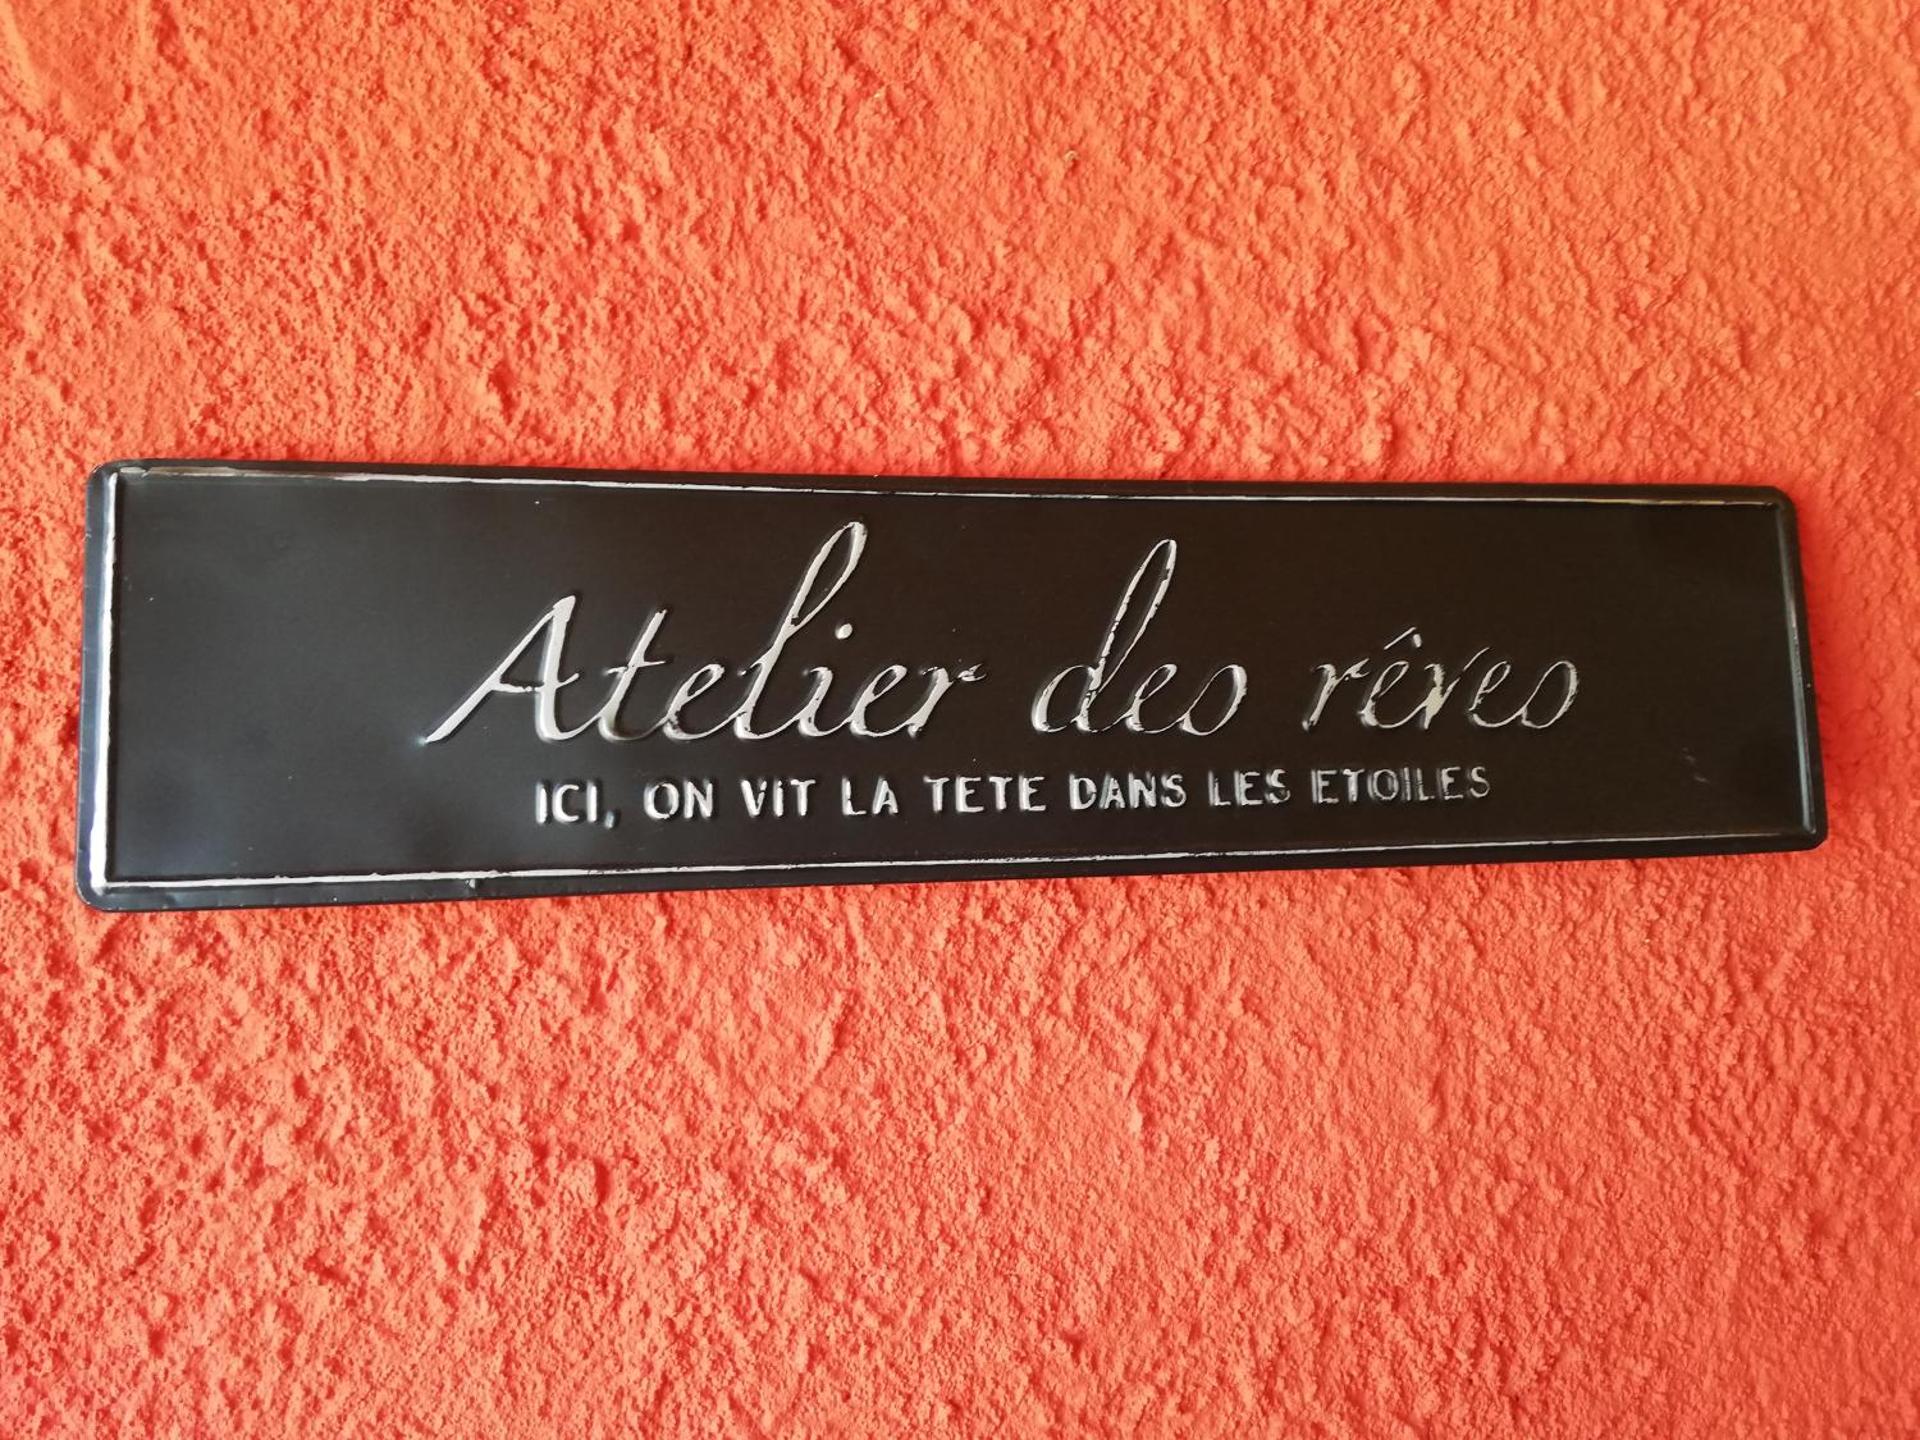 Atelier des rêves
ICI, ON VIT LA TETE DANS LES ETOILES